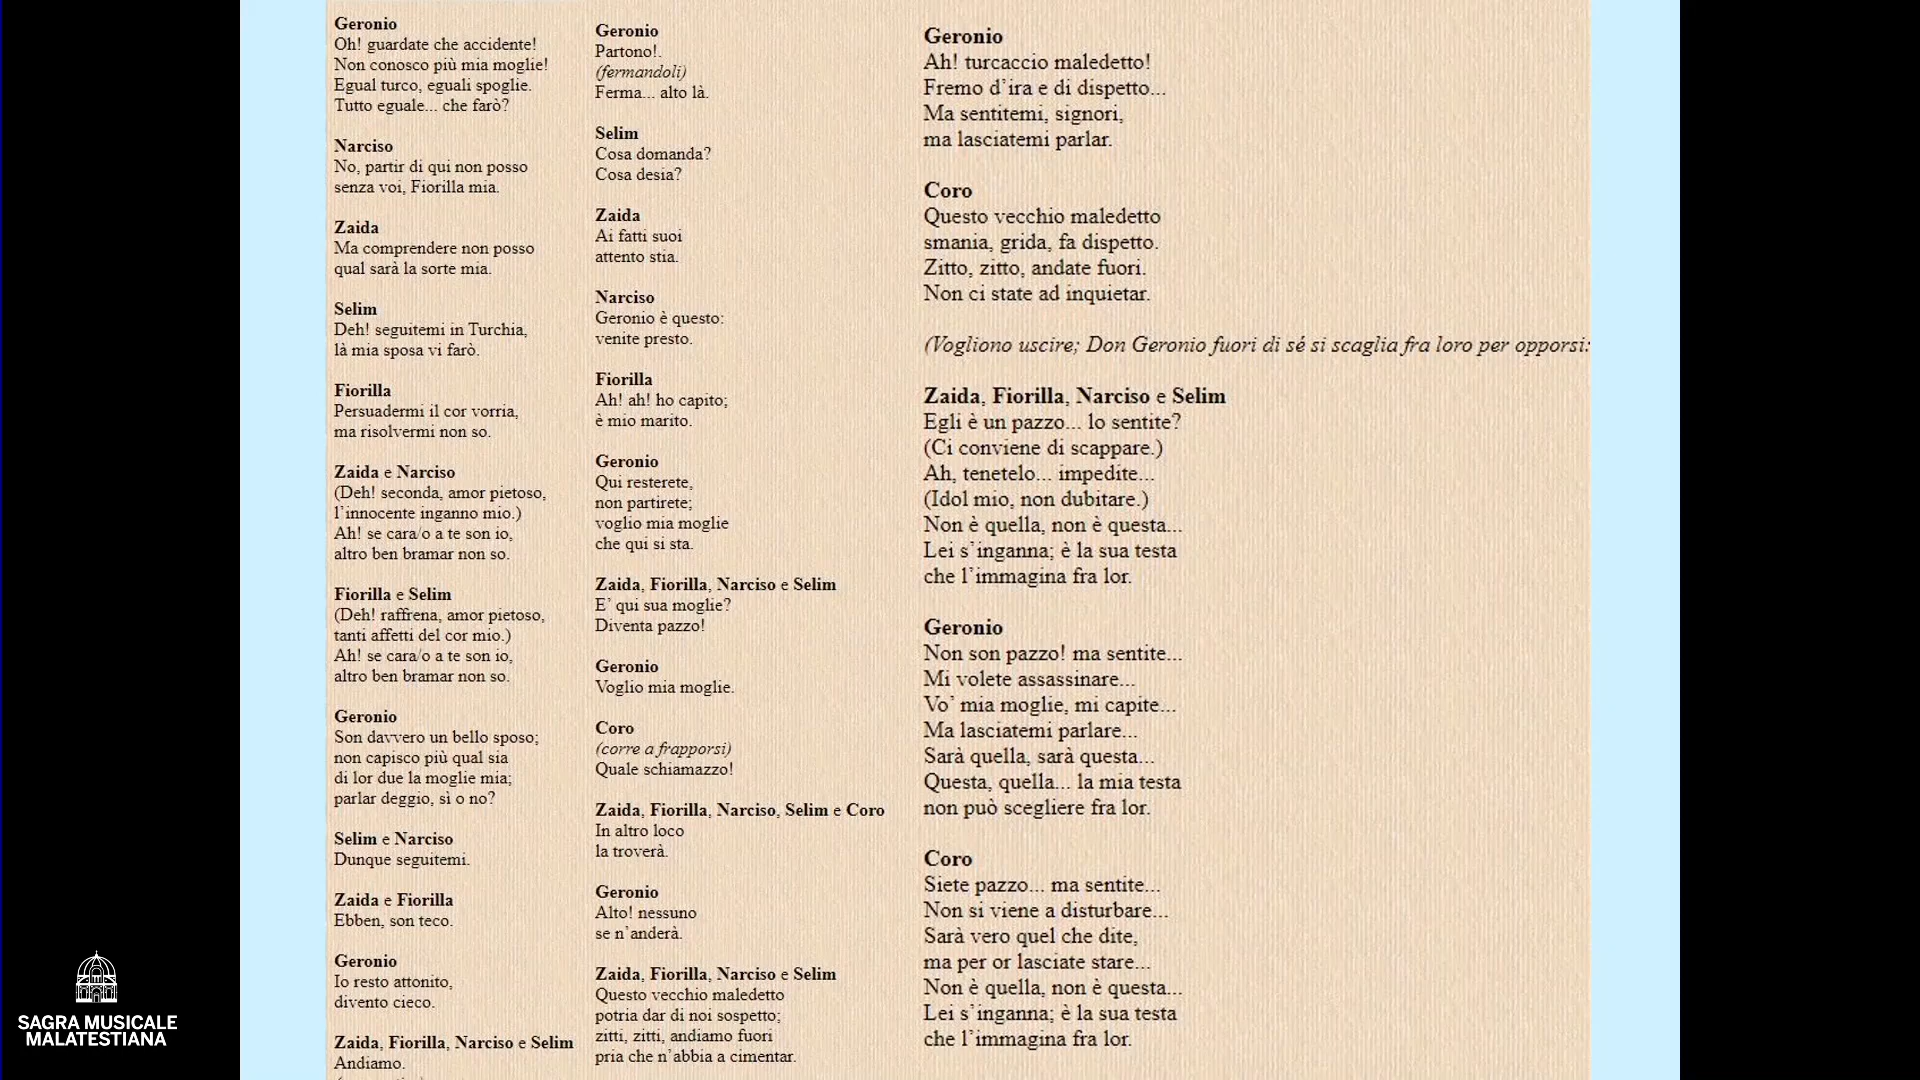 Geronio
Oh! guardate che accidente!
Non conosco più mia moglie!
Egual turco, eguali spoglie.
Tutto eguale... che farò?
Narciso
No, partir di qui non posso
senza voi, Fiorilla mia.
Zaida
Ma comprendere non posso
qual sarà la sorte mia.
Selim
Deh! seguitemi in Turchia,
là mia sposa vi farò.
Fiorilla
Persuadermi il cor vorria,
ma risolvermi non so.
Zaida e Narciso
(Deh! seconda, amor pietoso,
l'innocente inganno mio.)
Ah! se cara/o a te son io,
altro ben bramar non so.
Fiorilla e Selim
(Deh! raffrena, amor pietoso,
tanti affetti del cor mio.)
Ah! se cara/o a te son io,
altro ben bramar non so.
Geronio
Son davvero un bello sposo;
non capisco più qual sia
di lor due la moglie mia;
parlar deggio, sì o no?
Selim e Narciso
Dunque seguitemi.
Zaida e Fiorilla
Ebben, son teco.
Geronio
Io resto attonito,
divento cieco.
Zaida, Fiorilla, Narciso e Selim
Andiamo.
Geronio
Partono!.
(fermandoli)
Ferma... alto là.
Selim
Cosa domanda?
Cosa desia?
Zaida
Ai fatti suoi
attento stia.
Narciso
Geronio è questo:
venite presto.
Fiorilla
Ah! ah! ho capito;
è mio marito.
Geronio
Qui resterete,
non partirete;
voglio mia moglie
che qui si sta.
Zaida, Fiorilla, Narciso e Selim
E' qui sua moglie?
Diventa pazzo!
Geronio
Voglio mia moglie.
Coro
(corre a frapporsi)
Quale schiamazzo!
Zaida, Fiorilla, Narciso, Selim e Coro
In altro loco
la troverà.
Geronio
Alto! nessuno
se n'anderà.
Zaida, Fiorilla, Narciso e Selim
Questo vecchio maledetto
potria dar di noi sospetto;
zitti, zitti, andiamo fuori
pria che n'abbia a cimentar.
Geronio
Ah! turcaccio maledetto!
Fremo d'ira e di dispetto...
Ma sentitemi, signori,
ma lasciatemi parlar.
Coro
Questo vecchio maledetto
smania, grida, fa dispetto.
Zitto, zitto, andate fuori.
Non ci state ad inquietar.
(Vogliono uscire; Don Geronio fuori di sé si scaglia fra loro per opporsi:
Zaida, Fiorilla, Narciso e Selim
Egli è un pazzo... lo sentite?
(Ci conviene di scappare.)
Ah, tenetelo... impedite...
(Idol mio, non dubitare.)
Non è quella, non è questa...
Lei s'inganna; è la sua testa
che l'immagina fra lor.
Geronio
Non son pazzo! ma sentite...
Mi volete assassinare...
Vo' mia moglie, mi capite...
Ma lasciatemi parlare...
Sarà quella, sarà questa...
Questa, quella... la mia testa
non può scegliere fra lor.
Coro
Siete pazzo... ma sentite...
Non si viene a disturbare...
Sarà vero quel che dite,
ma per or lasciate stare...
Non è quella, non è questa...
Lei s'inganna; è la sua testa
che l'immagina fra lor.
SAGRA MUSICALE
MALATESTIANA